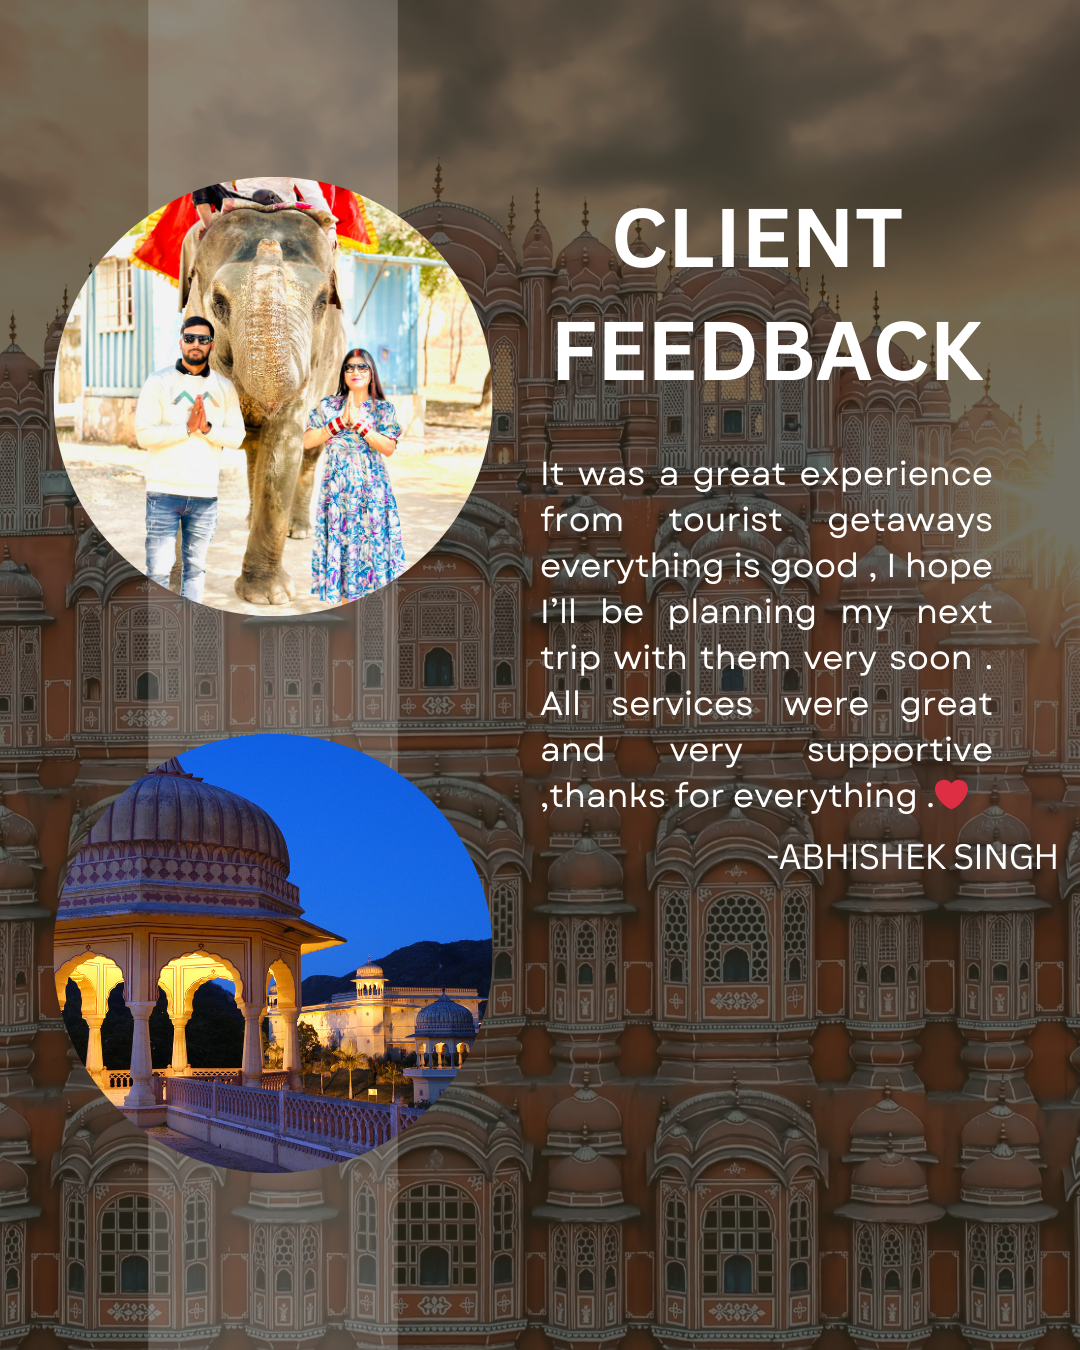 CLIENT
FEEDBACK
It was a great experience
from tourist getaways
everything is good , I hope
I’ll be planning my next
trip with them very soon .
All services were great
and very supportive
,thanks for everything .❤️
-ABHISHEK SINGH